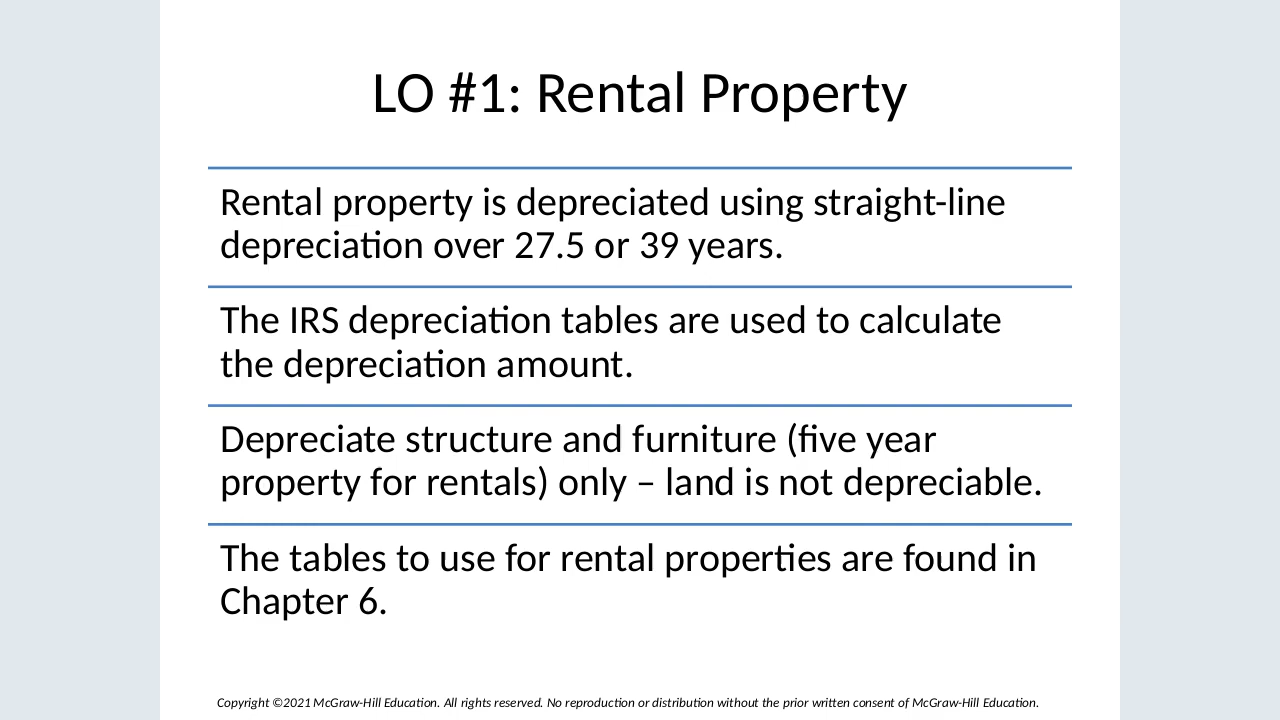 LO #1: Rental Property
Rental property is depreciated using straight-line
depreciation over 27.5 or 39 years.
The IRS depreciation tables are used to calculate
the depreciation amount.
Depreciate structure and furniture (five year
property for rentals) only – land is not depreciable.
The tables to use for rental properties are found in
Chapter 6.
Copyright ©2021 McGraw-Hill Education. All rights reserved. No reproduction or distribution without the prior written consent of McGraw-Hill Education.